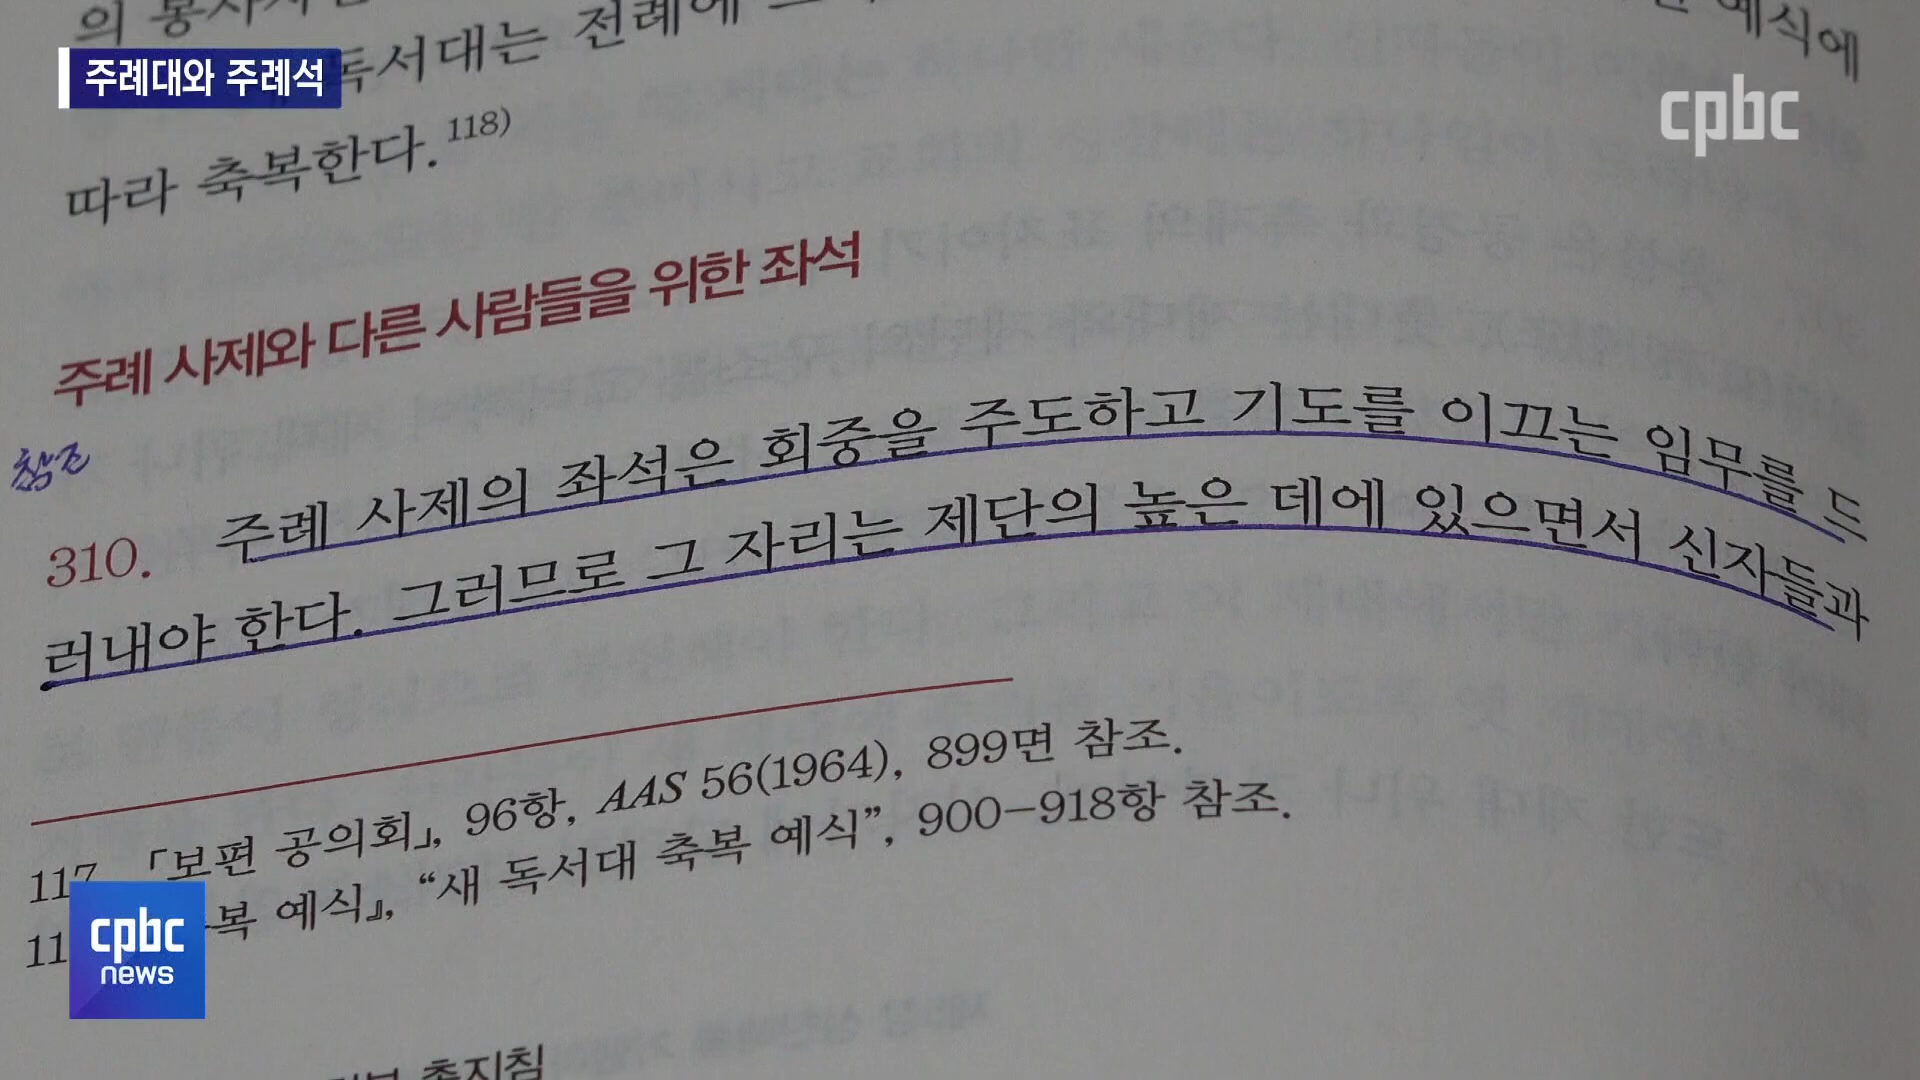 주례대와 주례석
cpbc
독서대는 전례에
예식에
따라 축복한다.118)
주례 사제와 다른 사람들을 위한 좌석
참조
310. 주례 사제의 좌석은 회중을 주도하고 기도를 이끄는 임무를 드
러내야 한다. 그러므로 그 자리는 제단의 높은 데에 있으면서 신자들과
117. 「보편 공의회」, 96항, AAS 56(1964), 899면 참조.
복 예식』, “새 독서대 축복 예식”, 900-918항 참조.
cpbc
news
총지침